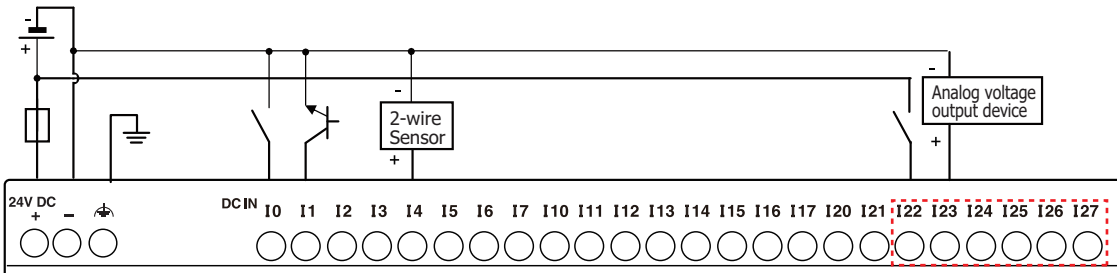 -
+
-
-
2-wire
Sensor
+
Analog voltage
output device
+
24V DC
+ -
DC IN I0 I1 I2 I3 I4 I5 I6 I7 I10 I11 I12 I13 I14 I15 I16 I17 I20 I21 I22 I23 I24 I25 I26 I27